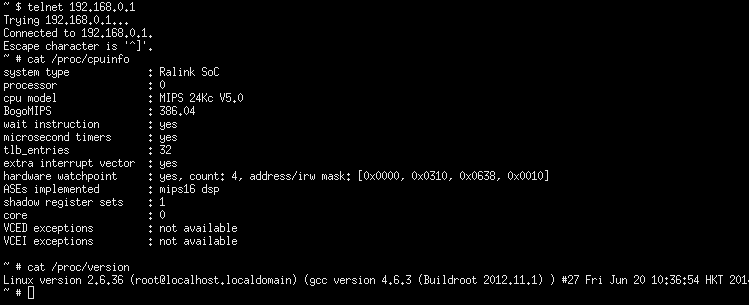 ~ $ telnet 192.168.0.1
Trying 192.168.0.1...
Connected to 192.168.0.1.
Escape character is '^]'.
~ # cat /proc/cpuinfo
system type : Ralink SoC
processor : 0
cpu model : MIPS 24Kc V5.0
BogoMIPS : 386.04
wait instruction : yes
microsecond timers : yes
tlb_entries : 32
extra interrupt vector : yes
hardware watchpoint : yes, count: 4, address/irw mask: [0x0000, 0x0310, 0x0638, 0x0010]
ASEs implemented : mips16 dsp
shadow register sets : 1
core : 0
VCED exceptions : not available
VCEI exceptions : not available
~ # cat /proc/version
Linux version 2.6.36 (root@localhost.localdomain) (gcc version 4.6.3 (Buildroot 2012.11.1) ) #27 Fri Jun 20 10:36:54 HKT 201
~ #